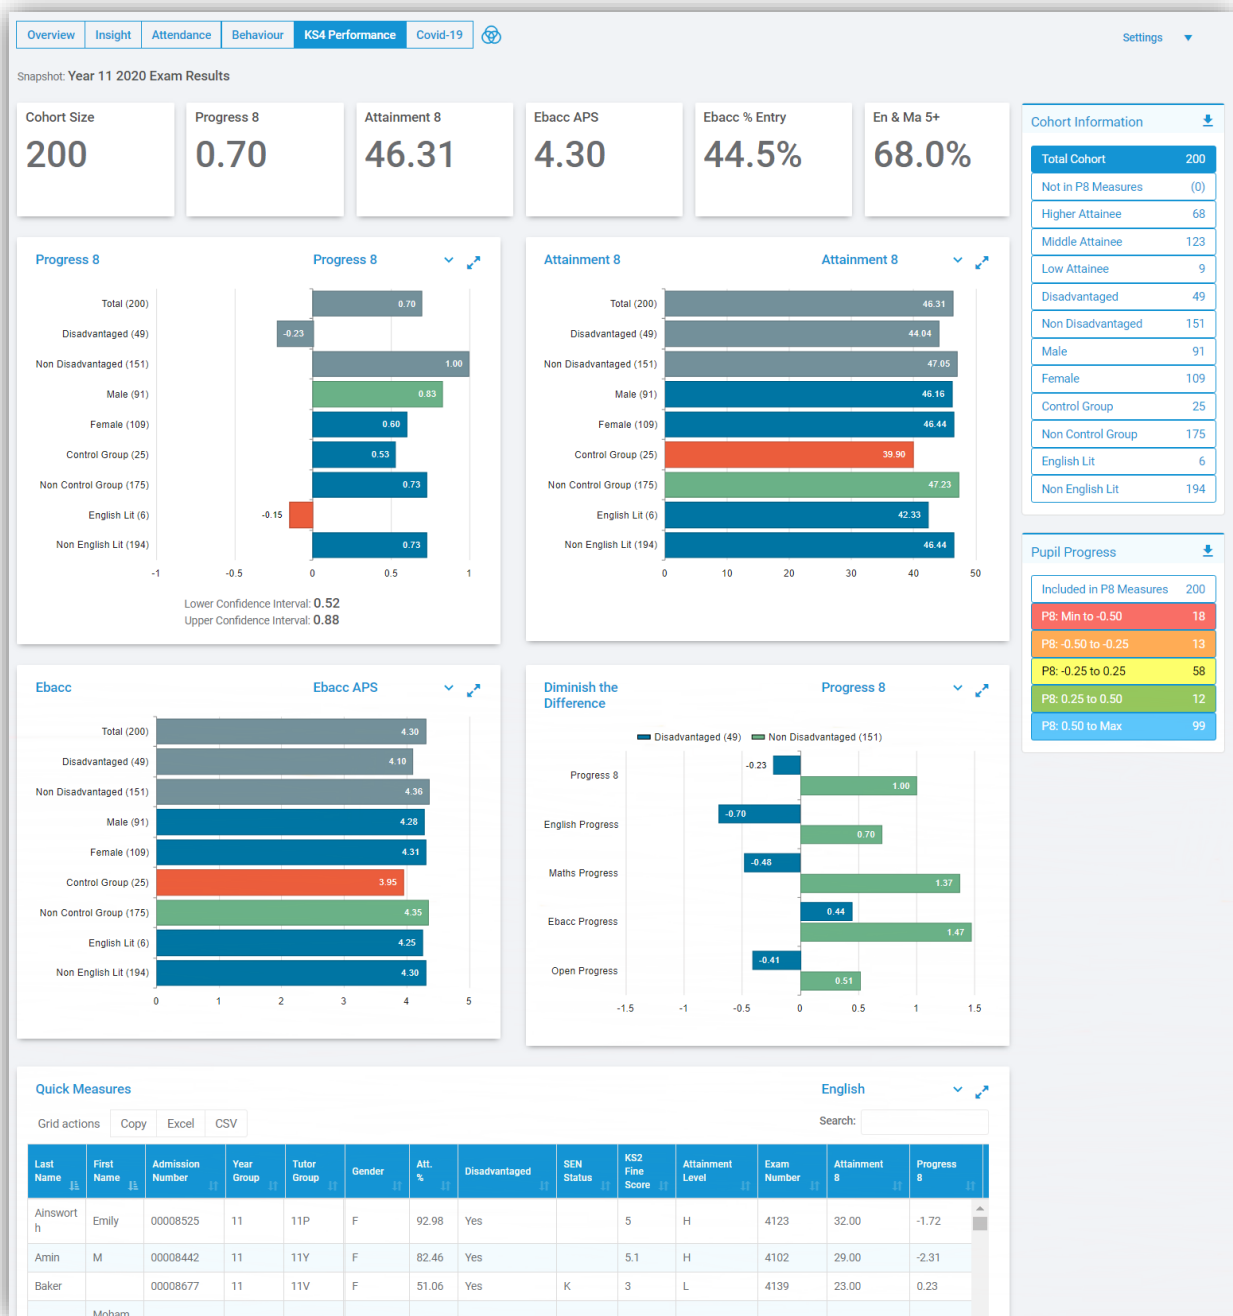 Overview Insight Attendance Behaviour KS4 Performance Covid-19
Settings
Snapshot: Year 11 2020 Exam Results
Cohort Size
200
Progress 8
0.70
Attainment 8
46.31
Ebacc APS
4.30
Ebacc % Entry
44.5%
En & Ma 5+
68.0%
Cohort Information
Total Cohort 200
Not in P8 Measures (0)
Higher Attainee 68
Middle Attainee 123
Low Attainee 9
Disadvantaged 49
Non Disadvantaged 151
Male 91
Female 109
Control Group 25
Non Control Group 175
English Lit 6
Non English Lit 194
Pupil Progress
Included in P8 Measures 200
P8: Min to -0.50 18
P8: -0.50 to -0.25 13
P8: -0.25 to 0.25 58
P8: 0.25 to 0.50 12
P8: 0.50 to Max 99
Progress 8 Progress 8
Total (200) 0.70
Disadvantaged (49) -0.23
Non Disadvantaged (151) 1.00
Male (91) 0.83
Female (109) 0.60
Control Group (25) 0.53
Non Control Group (175) 0.73
English Lit (6) -0.15
Non English Lit (194) 0.73
-1 -0.5 0 0.5 1
Lower Confidence Interval: 0.52
Upper Confidence Interval: 0.88
Attainment 8 Attainment 8
Total (200) 46.31
Disadvantaged (49) 44.04
Non Disadvantaged (151) 47.05
Male (91) 46.16
Female (109) 46.44
Control Group (25) 39.90
Non Control Group (175) 47.23
English Lit (6) 42.33
Non English Lit (194) 46.44
0 10 20 30 40 50
Ebacc Ebacc APS
Total (200) 4.30
Disadvantaged (49) 4.10
Non Disadvantaged (151) 4.36
Male (91) 4.28
Female (109) 4.31
Control Group (25) 3.95
Non Control Group (175) 4.35
English Lit (6) 4.25
Non English Lit (194) 4.30
0 1 2 3 4 5
Diminish the
Difference
Progress 8
Disadvantaged (49) Non Disadvantaged (151)
Progress 8 -0.23 1.00
English Progress -0.70 0.70
Maths Progress -0.48 1.37
Ebacc Progress 0.44 1.47
Open Progress -0.41 0.51
-1.5 -1 -0.5 0 0.5 1 1.5
Quick Measures English
Grid actions Copy Excel CSV Search:
Last Name First Name Admission Number Year Group Tutor Group Gender Att. % Disadvantaged SEN Status KS2 Fine Score Attainment Level Exam Number Attainment 8 Progress 8
Ainswort
h Emily 00008525 11 11P F 92.98 Yes 5 H 4123 32.00 -1.72
Amin M 00008442 11 11Y F 82.46 Yes 5.1 H 4102 29.00 -2.31
Baker 00008677 11 11V F 51.06 Yes K 3 L 4139 23.00 0.23
Moham